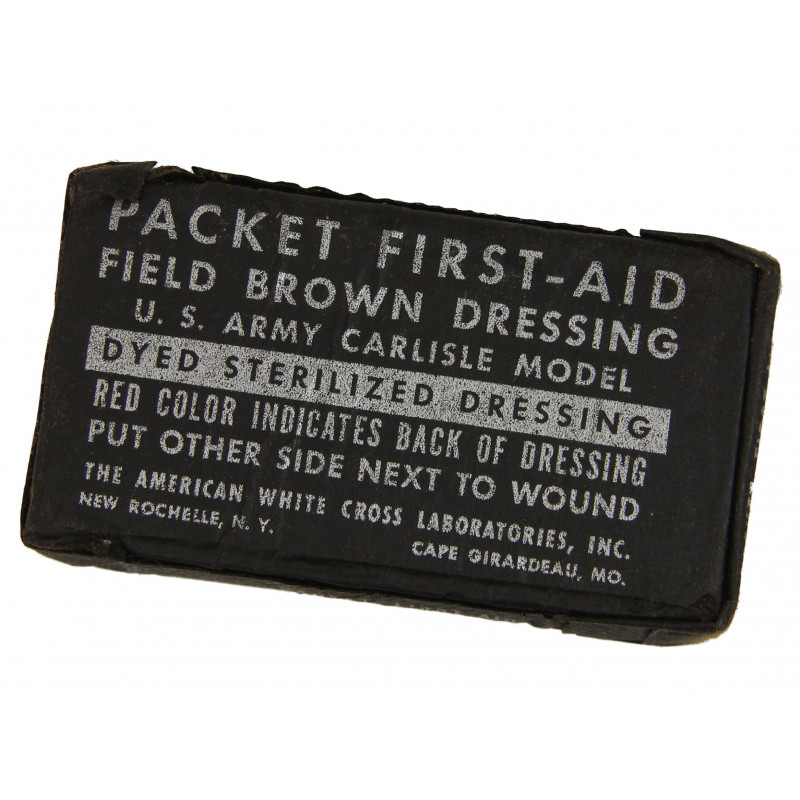 PACKET FIRST-AID
FIELD BROWN DRESSING
U. S. ARMY CARLISLE MODEL
DYED STERILIZED DRESSING
RED COLOR INDICATES BACK OF DRESSING
PUT OTHER SIDE NEXT TO WOUND
THE AMERICAN WHITE CROSS LABORATORIES, INC.
NEW ROCHELLE, N. Y.
CAPE GIRARDEAU, MO.